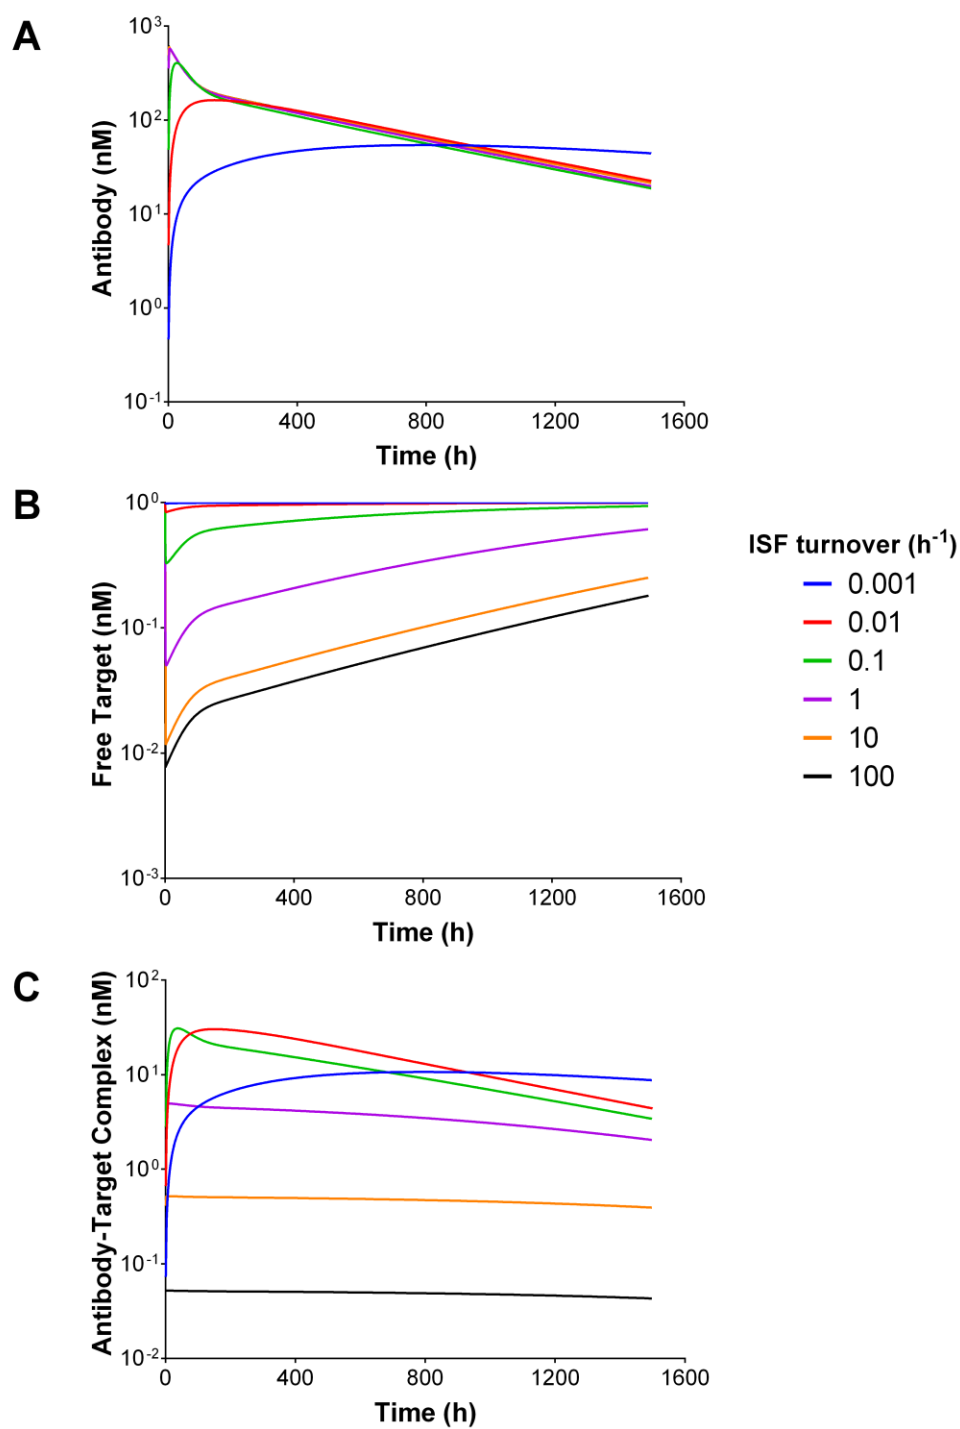 A
Antibody (nM)
10³
10²
10¹
10⁰
10⁻¹
0 400 800 1200 1600
Time (h)
B
Free Target (nM)
10⁰
10⁻¹
10⁻²
10⁻³
0 400 800 1200 1600
Time (h)
ISF turnover (h⁻¹)
0.001
0.01
0.1
1
10
100
C
Antibody-Target Complex (nM)
10²
10¹
10⁰
10⁻¹
10⁻²
0 400 800 1200 1600
Time (h)